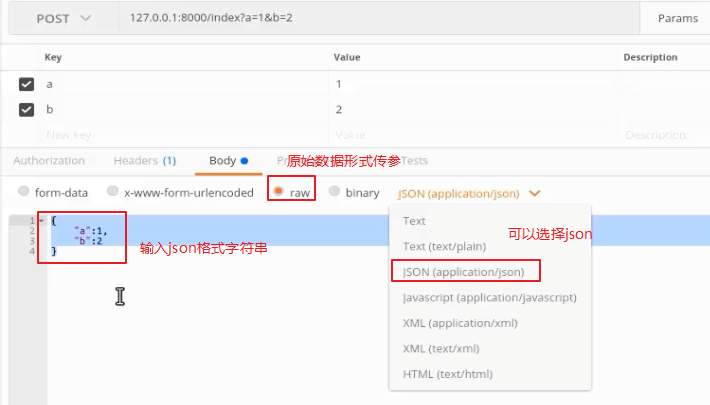 POST 127.0.0.1:8000/index?a=1&b=2 Params
Key Value Description
a 1
b 2
New key Value Description
Authorization Headers (1) Body 原始数据形式传参 Tests
form-data x-www-form-urlencoded raw binary JSON (application/json)
1 {
2 "a":1,
3 "b":2
4 }
输入json格式字符串
Text
可以选择json
Text (text/plain)
JSON (application/json)
Javascript (application/javascript)
XML (application/xml)
XML (text/xml)
HTML (text/html)